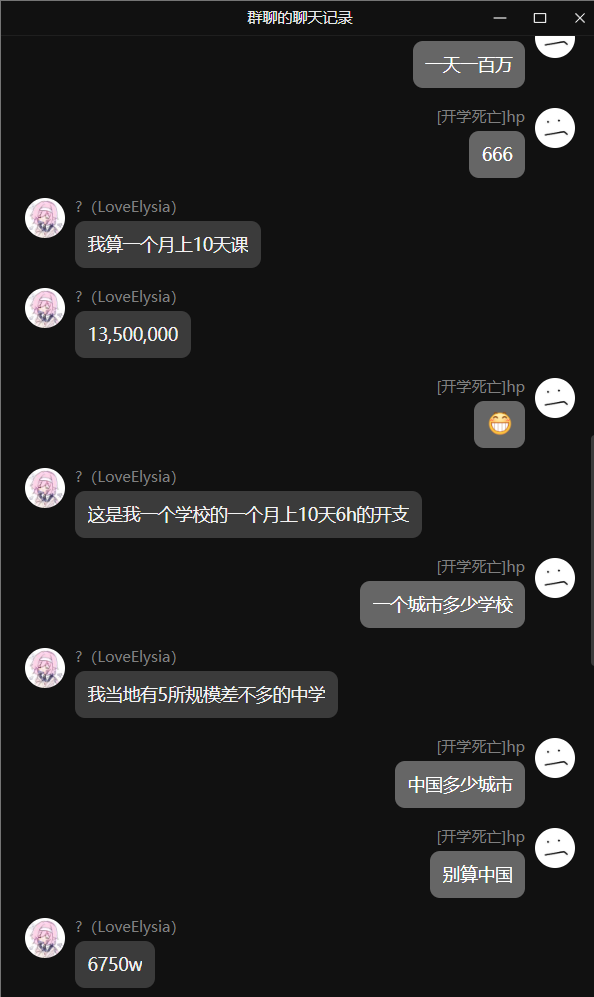 群聊的聊天记录
一天一百万
[开学死亡]hp
666
?（LoveElysia）
我算一个月上10天课
?（LoveElysia）
13,500,000
[开学死亡]hp
😁
?（LoveElysia）
这是我一个学校的一个月上10天6h的开支
[开学死亡]hp
一个城市多少学校
?（LoveElysia）
我当地有5所规模差不多的中学
[开学死亡]hp
中国多少城市
[开学死亡]hp
别算中国
?（LoveElysia）
6750w